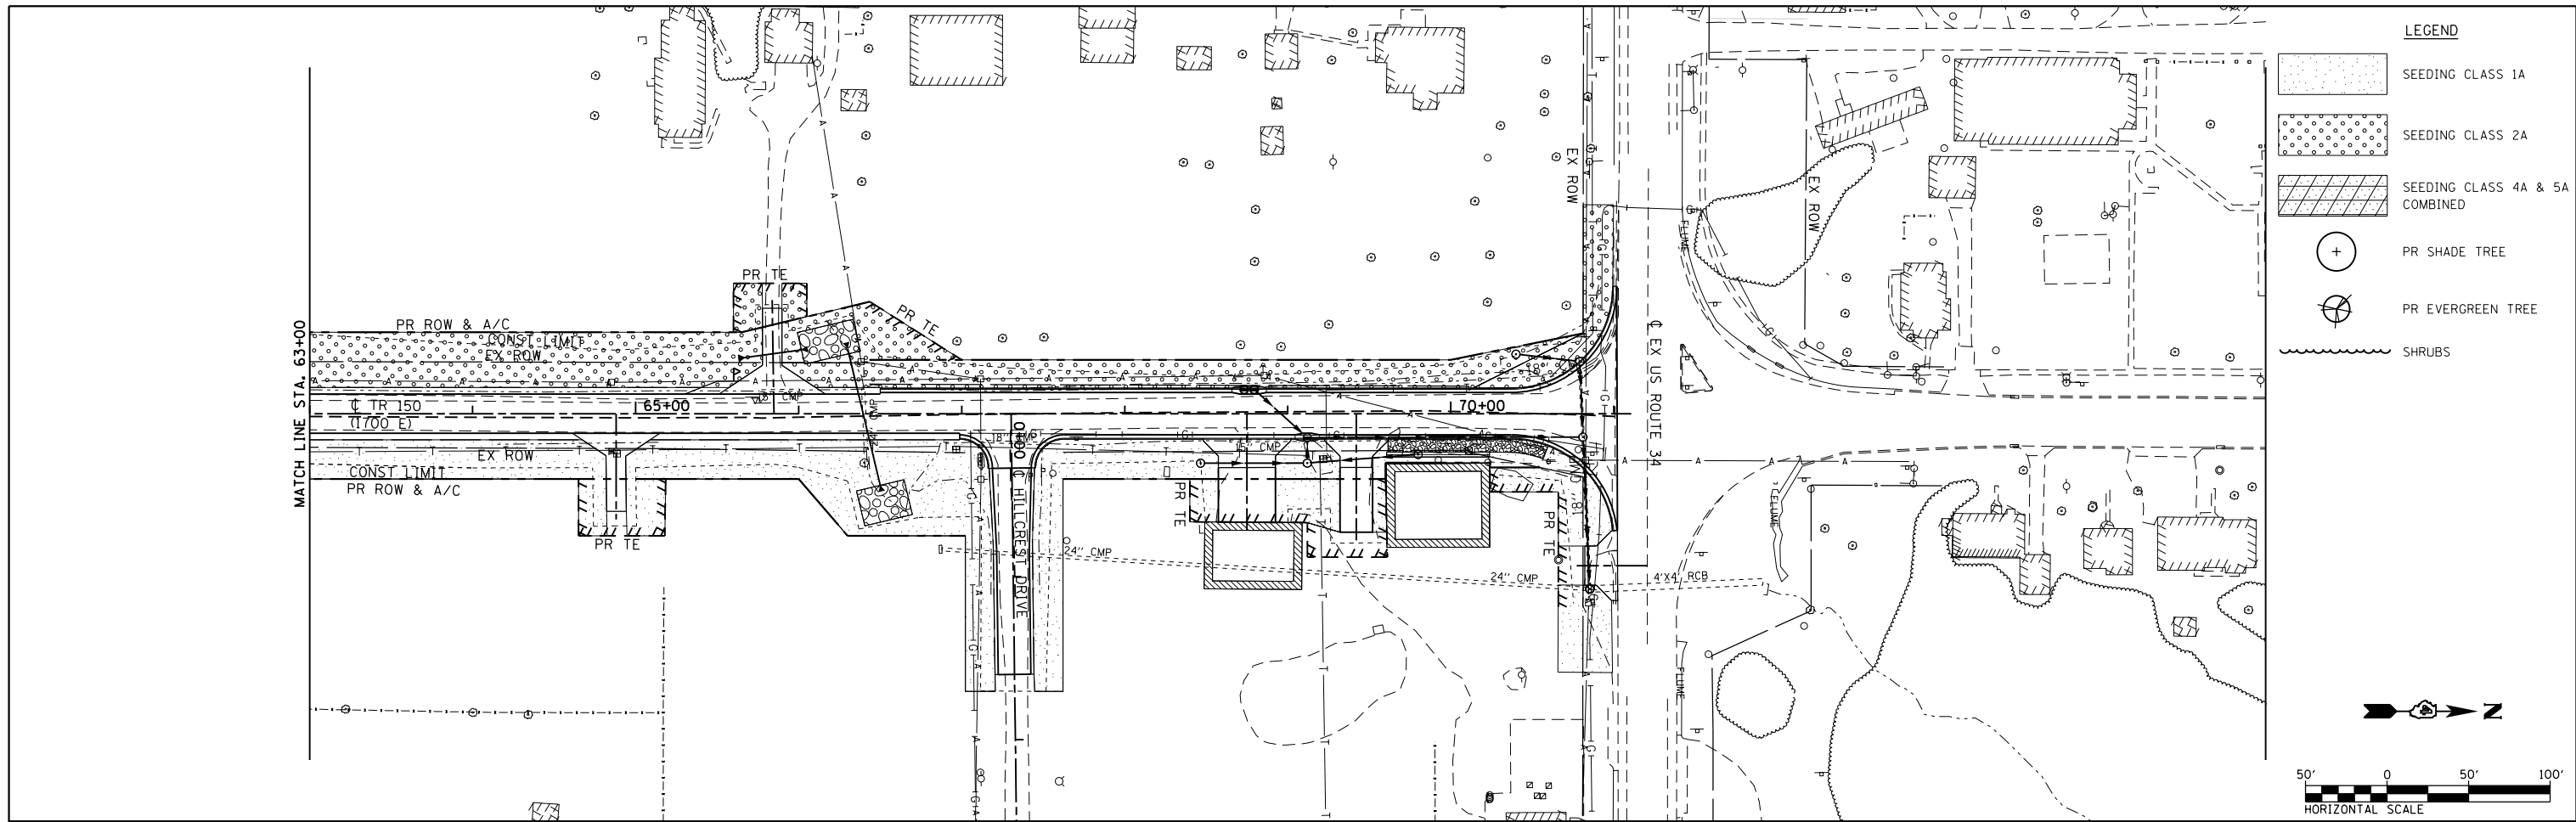 LEGEND
SEEDING CLASS 1A
SEEDING CLASS 2A
SEEDING CLASS 4A & 5A
COMBINED
PR SHADE TREE
PR EVERGREEN TREE
SHRUBS
N
50' 0 50' 100'
HORIZONTAL SCALE
MATCH LINE STA. 63+00
PR TE
PR TE
PR ROW & A/C
CONST LIMIT
EX ROW
℄ TR 150
(1700 E)
65+00
70+00
15" CMP
24" CMP
18" CMP
15" CMP
EX ROW
CONST LIMIT
PR ROW & A/C
PR TE
℄ HILLCREST DRIVE
PR TE
PR TE
24" CMP
24" CMP
4'X4' RCB
EX ROW
EX ROW
℄ EX US ROUTE 34
FLUME
FLUME
FLUME